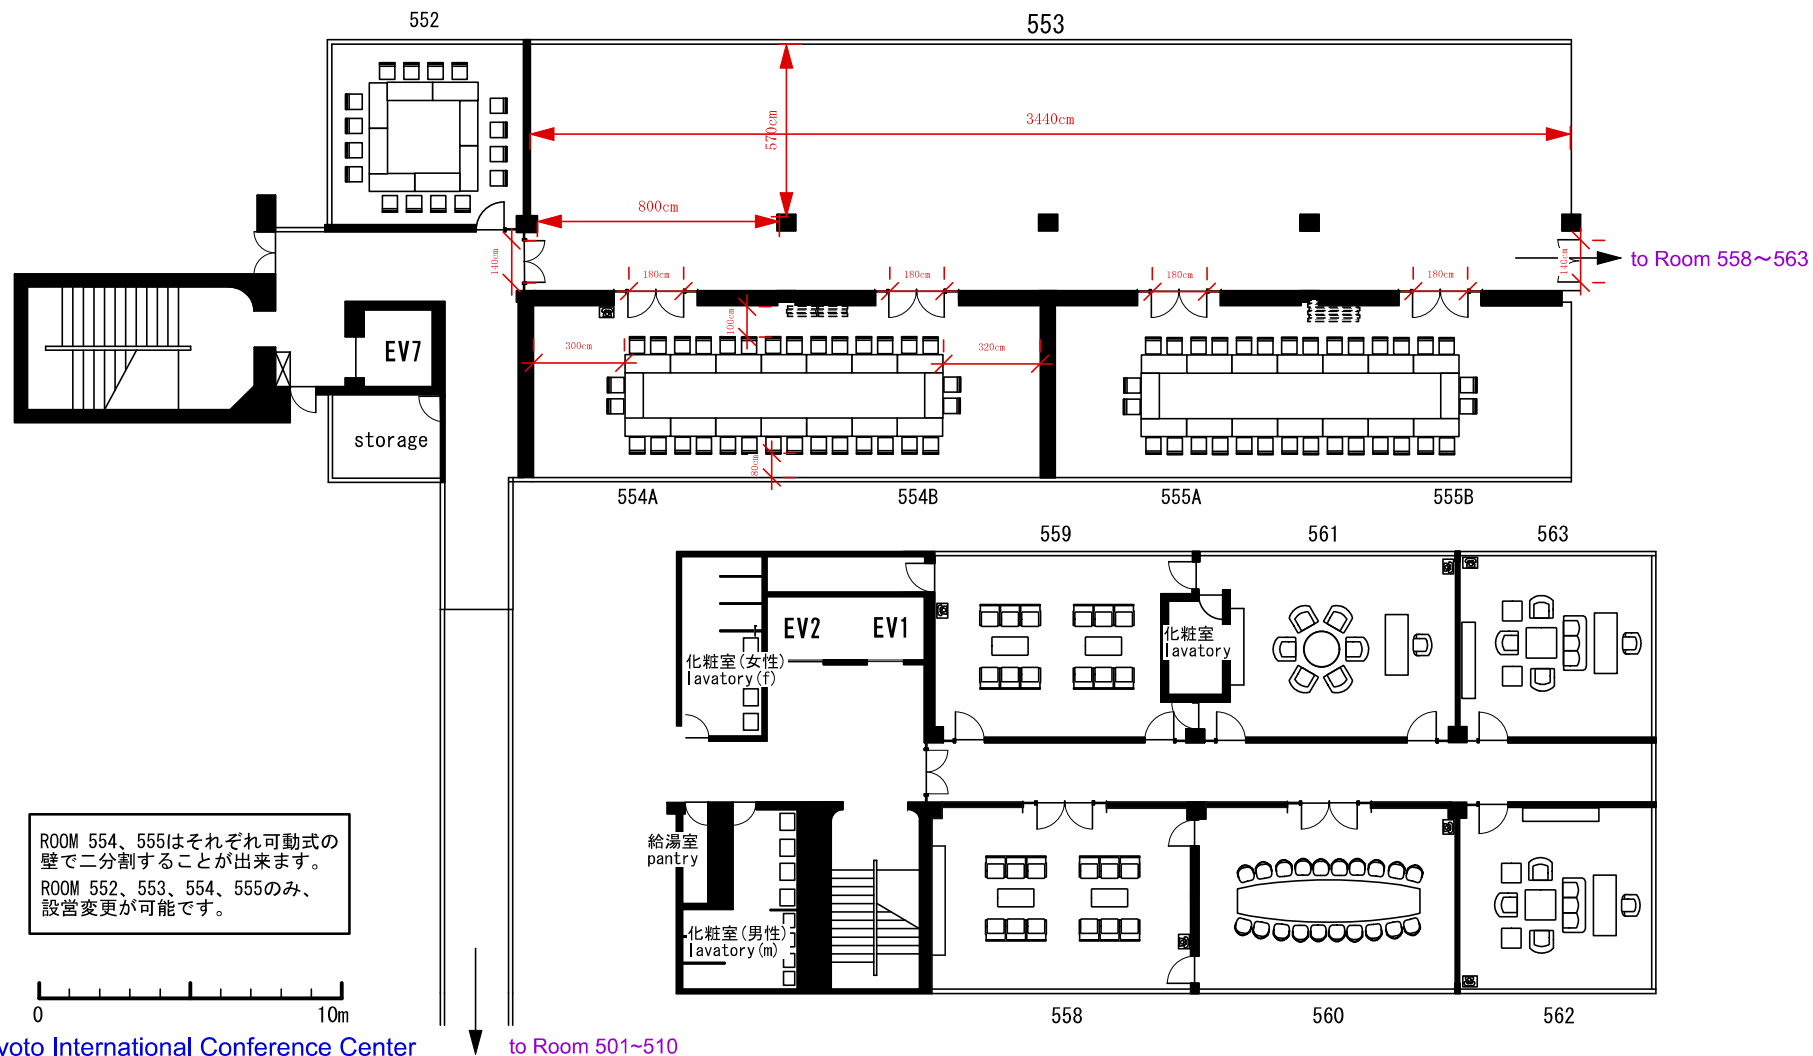 552
553
570cm
3440cm
800cm
140cm
180cm
180cm
180cm
180cm
140cm
to Room 558～563
100cm
EV7
300cm
320cm
storage
80cm
554A
554B
555A
555B
559
561
563
EV2
EV1
化粧室
lavatory
化粧室(女性)
lavatory(f)
ROOM 554、555はそれぞれ可動式の
壁で二分割することが出来ます。
ROOM 552、553、554、555のみ、
設営変更が可能です。
給湯室
pantry
化粧室(男性)
lavatory(m)
0
10m
558
560
562
yoto International Conference Center
to Room 501~510